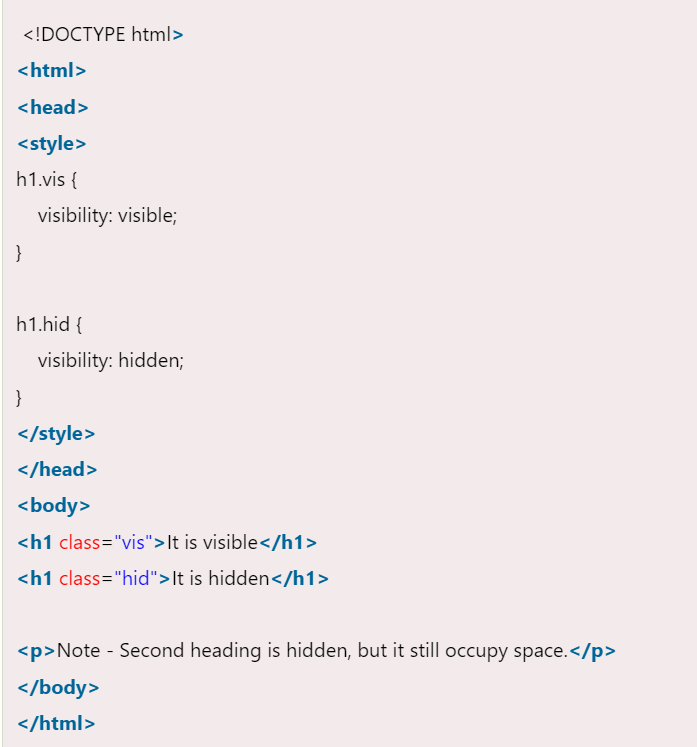 <!DOCTYPE html>
<html>
<head>
<style>
h1.vis {
    visibility: visible;
}

h1.hid {
    visibility: hidden;
}
</style>
</head>
<body>
<h1 class="vis">It is visible</h1>
<h1 class="hid">It is hidden</h1>

<p>Note - Second heading is hidden, but it still occupy space.</p>
</body>
</html>